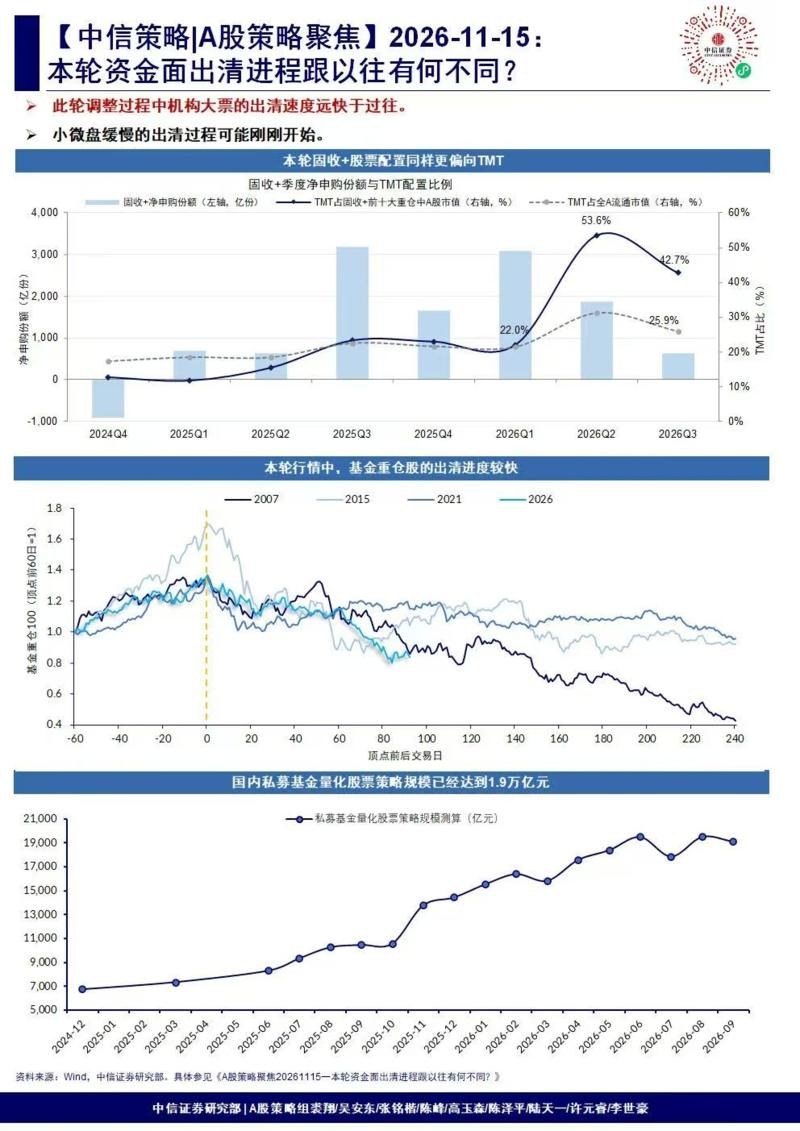 【中信策略|A股策略聚焦】2026-11-15：
本轮资金面出清进程跟以往有何不同？
中信证券
此轮调整过程中机构大票的出清速度远快于过往。
小微盘缓慢的出清过程可能刚刚开始。
本轮固收+股票配置同样更偏向TMT
固收+季度净申购份额与TMT配置比例
固收+净申购份额（左轴，亿份） TMT占固收+前十大重仓中A股市值（右轴，%） TMT占全A流通市值（右轴，%）
净申购份额（亿份）
4,000
3,000
2,000
1,000
0
-1,000
53.6%
42.7%
22.0%
25.9%
60%
50%
40%
30%
20%
10%
0%
TMT占比（%）
2024Q4 2025Q1 2025Q2 2025Q3 2025Q4 2026Q1 2026Q2 2026Q3
本轮行情中，基金重仓股的出清进度较快
2007 2015 2021 2026
基金重仓100（顶点前60日=1）
1.8
1.6
1.4
1.2
1.0
0.8
0.6
0.4
-60 -40 -20 0 20 40 60 80 100 120 140 160 180 200 220 240
顶点前后交易日
国内私募基金量化股票策略规模已经达到1.9万亿元
私募基金量化股票策略规模测算（亿元）
21,000
19,000
17,000
15,000
13,000
11,000
9,000
7,000
5,000
2024-12 2025-01 2025-02 2025-03 2025-04 2025-05 2025-06 2025-07 2025-08 2025-09 2025-10 2025-11 2025-12 2026-01 2026-02 2026-03 2026-04 2026-05 2026-06 2026-07 2026-08 2026-09
资料来源：Wind，中信证券研究部。具体参见《A股策略聚焦20261115—本轮资金面出清进程跟以往有何不同？》
中信证券研究部|A股策略组裘翔/吴安东/张铭楷/陈峰/高玉森/陈泽平/陆天一/许元睿/李世豪